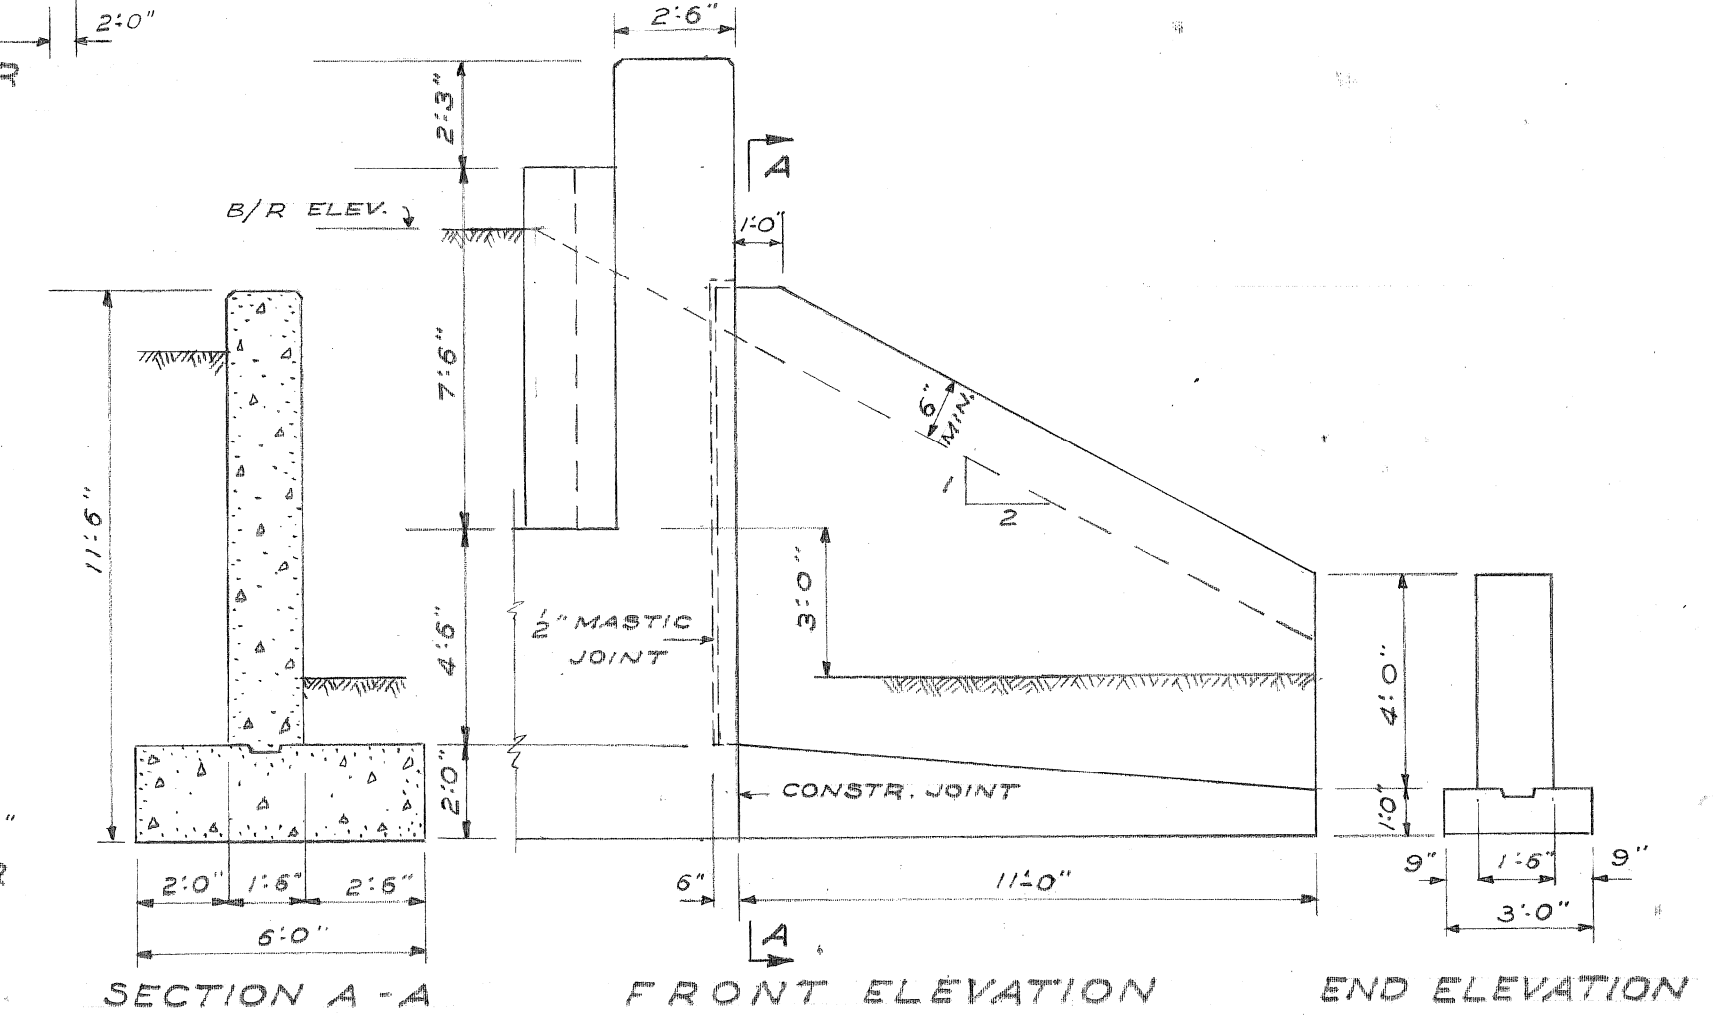 2'-0"
2'-6"
2'-3"
A
B/R ELEV.
1'-0"
7'-6"
6"
MIN.
1
2
11'-6"
3'-0"
1/2" MASTIC
JOINT
4'-6"
4'-0"
2'-0"
CONSTR. JOINT
1'-0"
2'-0" 1'-6" 2'-6"
6'-0"
6"
11'-0"
9" 1'-6" 9"
3'-0"
A
SECTION A-A
FRONT ELEVATION
END ELEVATION